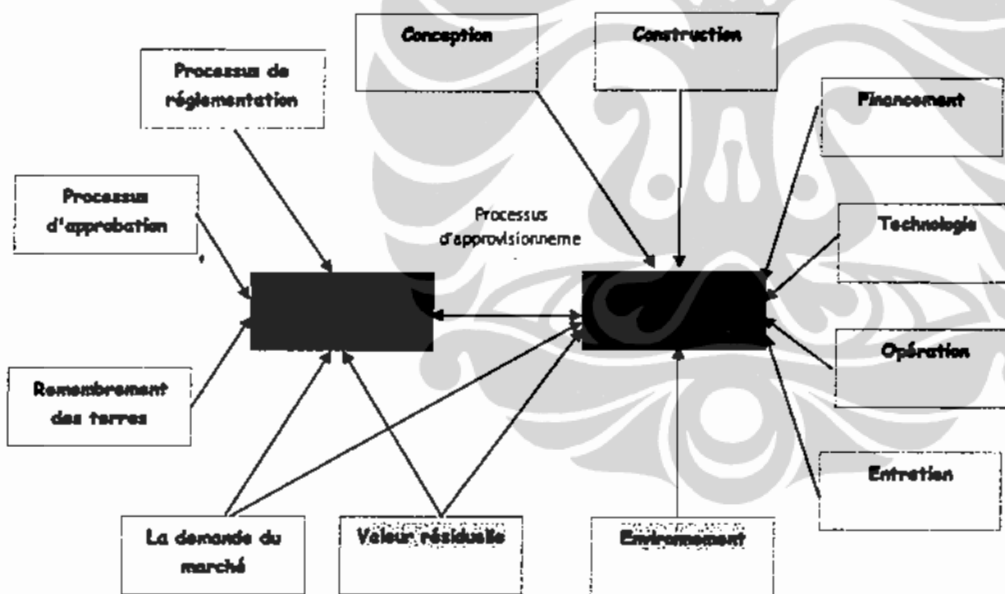 Conception
Construction
Processus de
réglementation
Financement
Processus
d'approbation
Processus
d'approvisionneme
Technologie
Opération
Remembrement
des terres
Entretien
La demande du
marché
Valeur résiduelle
Environnement